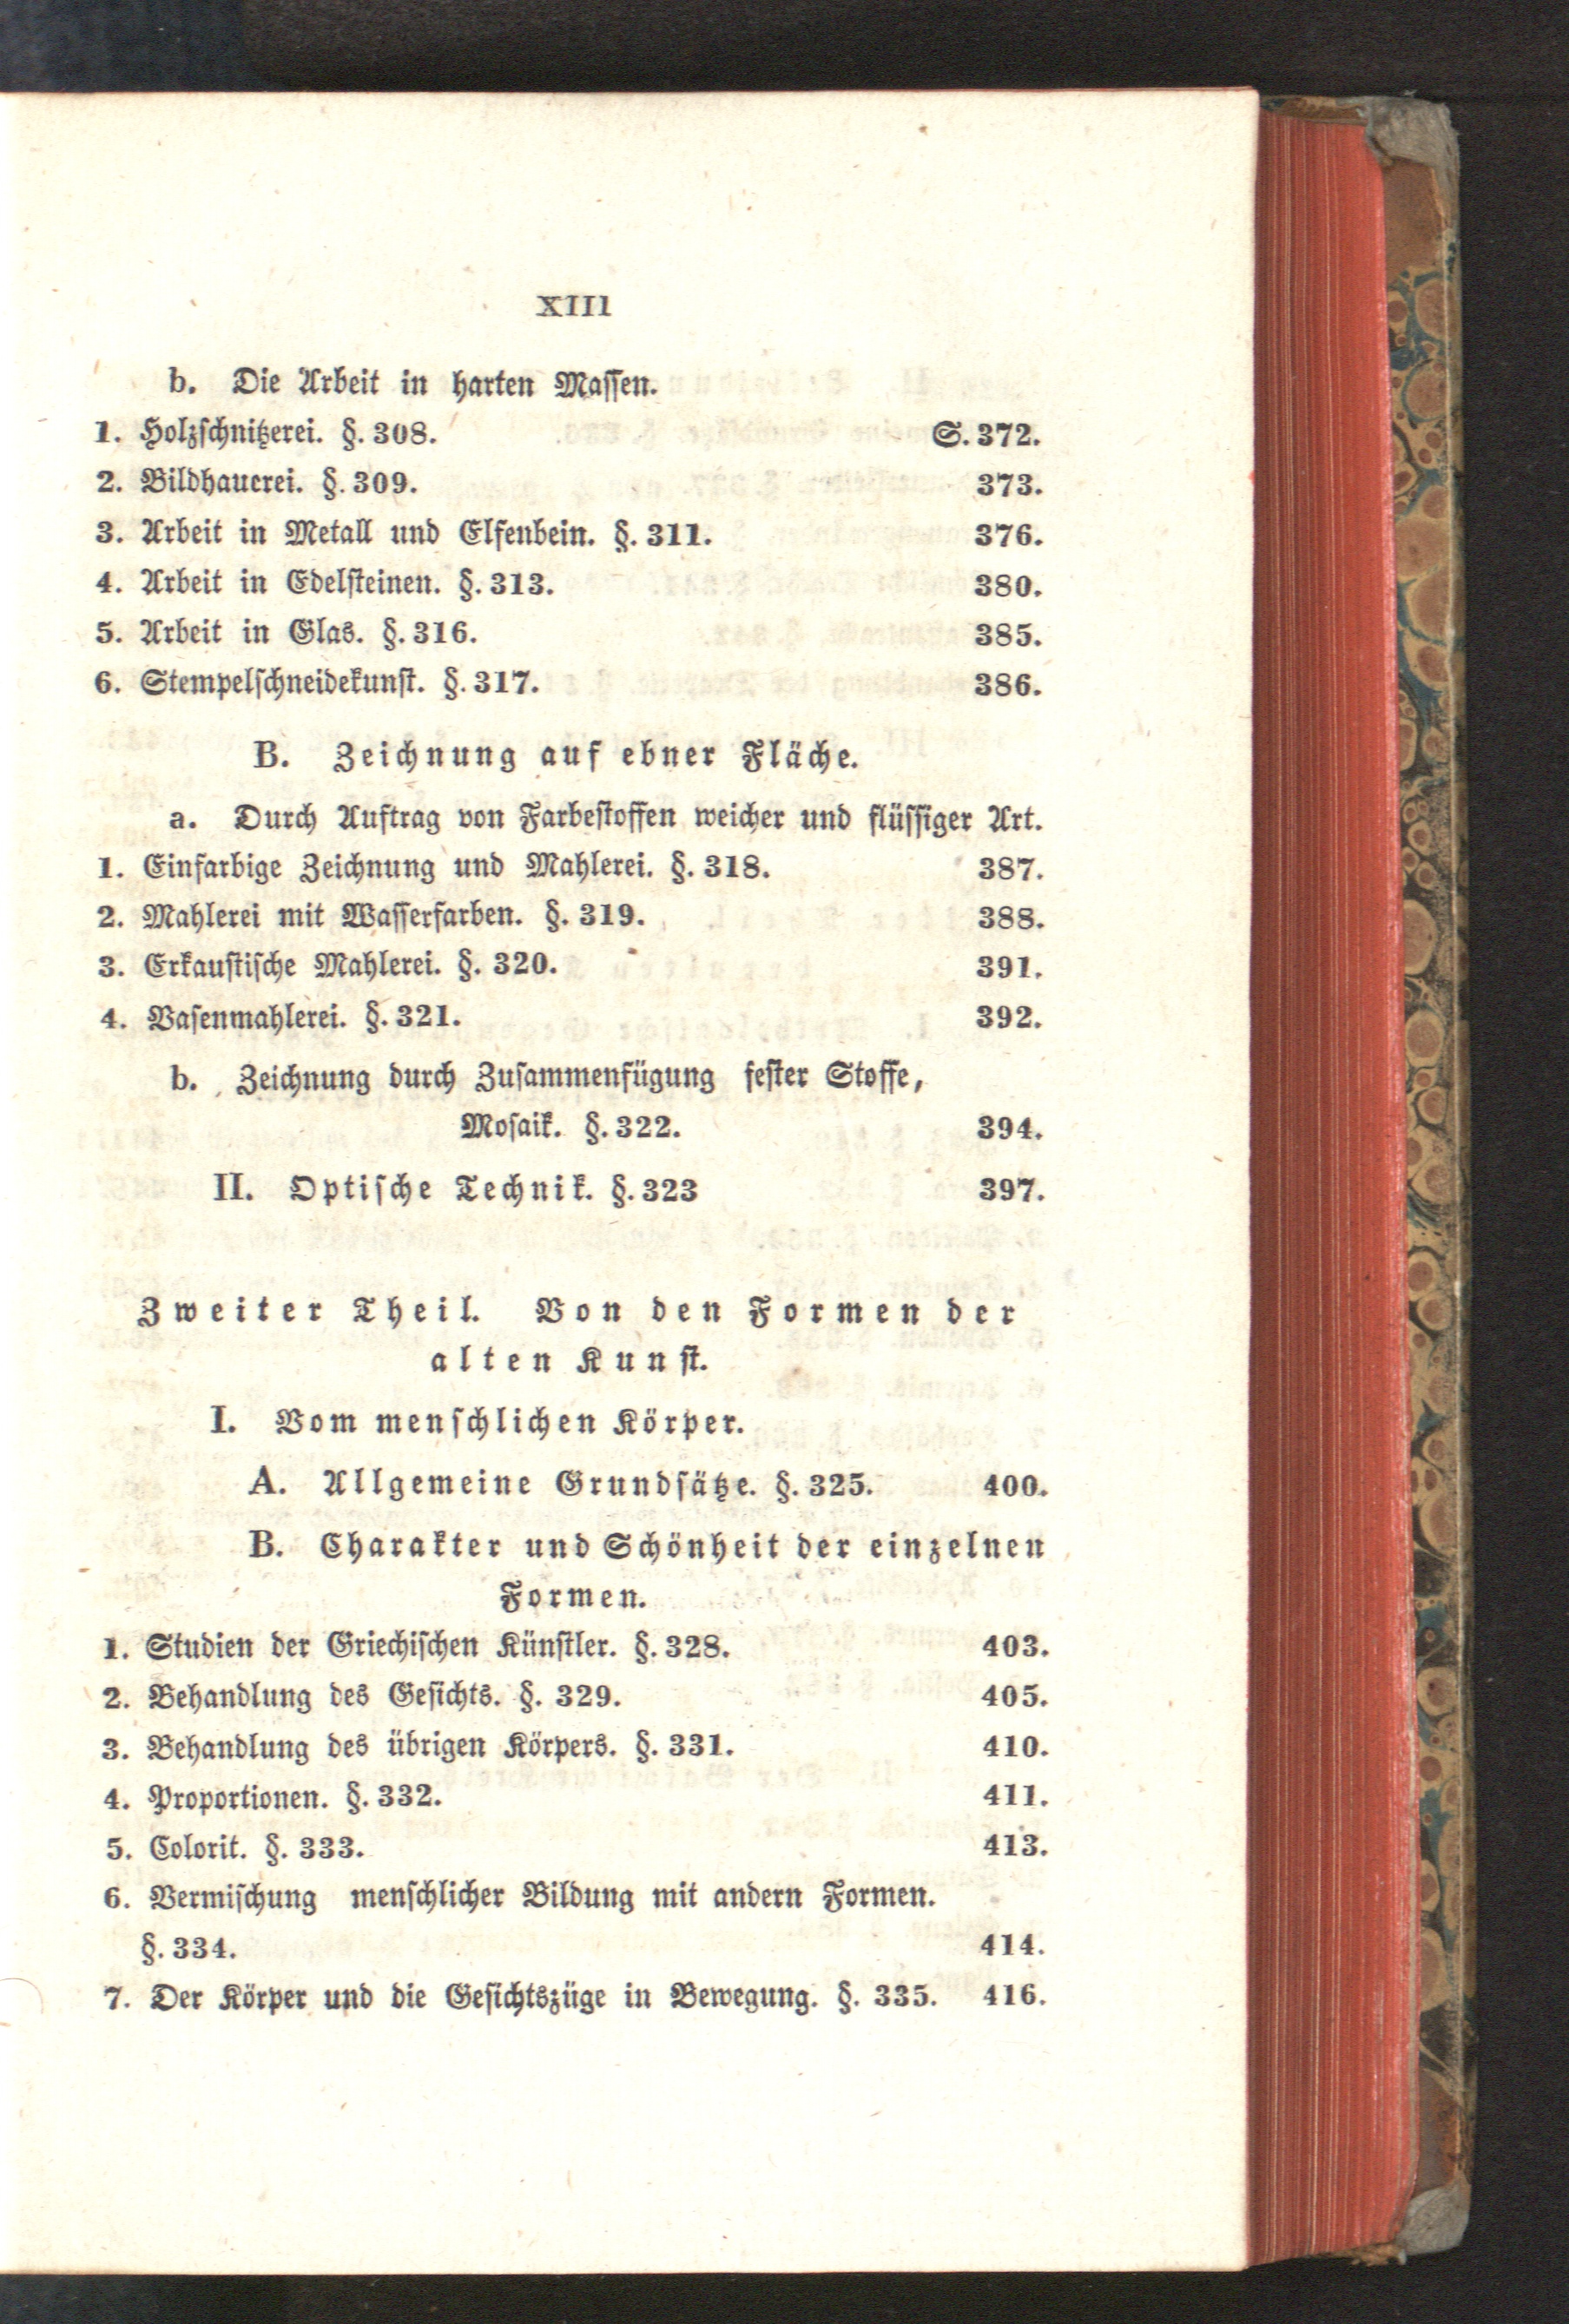 XIII
b. Die Arbeit in harten Massen.
1. Holzschnitzerei. §. 308. S. 372.
2. Bildhauerei. §. 309. 373.
3. Arbeit in Metall und Elfenbein. §. 311. 376.
4. Arbeit in Edelsteinen. §. 313. 380.
5. Arbeit in Glas. §. 316. 385.
6. Stempelschneidekunst. §. 317. 386.
B. Zeichnung auf ebner Fläche.
a. Durch Auftrag von Farbestoffen weicher und flüssiger Art.
1. Einfarbige Zeichnung und Mahlerei. §. 318. 387.
2. Mahlerei mit Wasserfarben. §. 319. 388.
3. Erkaustische Mahlerei. §. 320. 391.
4. Vasenmahlerei. §. 321. 392.
b. Zeichnung durch Zusammenfügung fester Stoffe,
Mosaik. §. 322. 394.
II. Optische Technik. §. 323 397.
Zweiter Theil. Von den Formen der
alten Kunst.
I. Vom menschlichen Körper.
A. Allgemeine Grundsätze. §. 325. 400.
B. Charakter und Schönheit der einzelnen
Formen.
1. Studien der Griechischen Künstler. §. 328. 403.
2. Behandlung des Gesichts. §. 329. 405.
3. Behandlung des übrigen Körpers. §. 331. 410.
4. Proportionen. §. 332. 411.
5. Colorit. §. 333. 413.
6. Vermischung menschlicher Bildung mit andern Formen.
§. 334. 414.
7. Der Körper und die Gesichtszüge in Bewegung. §. 335. 416.